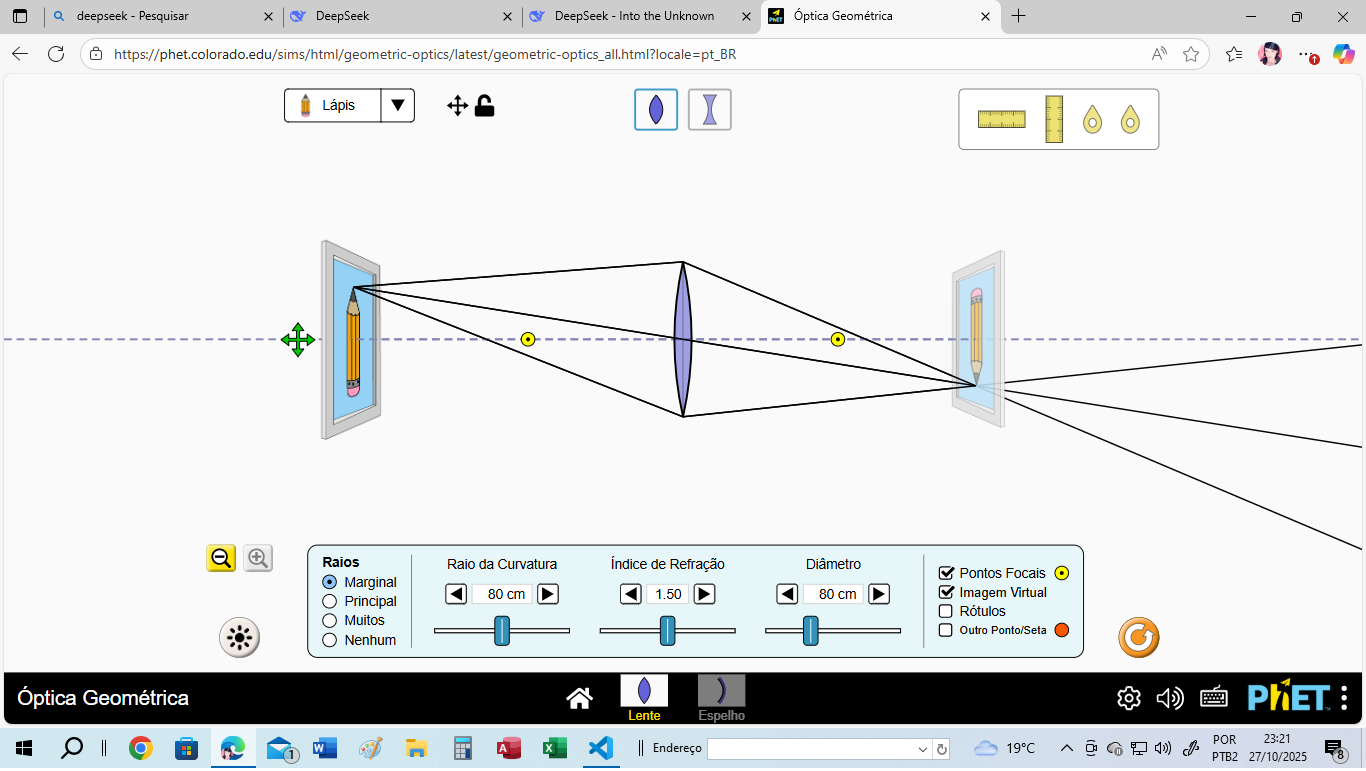 deepseek - Pesquisar
DeepSeek
DeepSeek - Into the Unknown
Óptica Geométrica
https://phet.colorado.edu/sims/html/geometric-optics/latest/geometric-optics_all.html?locale=pt_BR
Lápis
Raios
Marginal
Principal
Muitos
Nenhum
Raio da Curvatura
80 cm
Índice de Refração
1.50
Diâmetro
80 cm
Pontos Focais
Imagem Virtual
Rótulos
Outro Ponto/Seta
Óptica Geométrica
Lente
Espelho
PhET
1
Endereço
19°C
POR
PTB2
23:21
27/10/2025
8